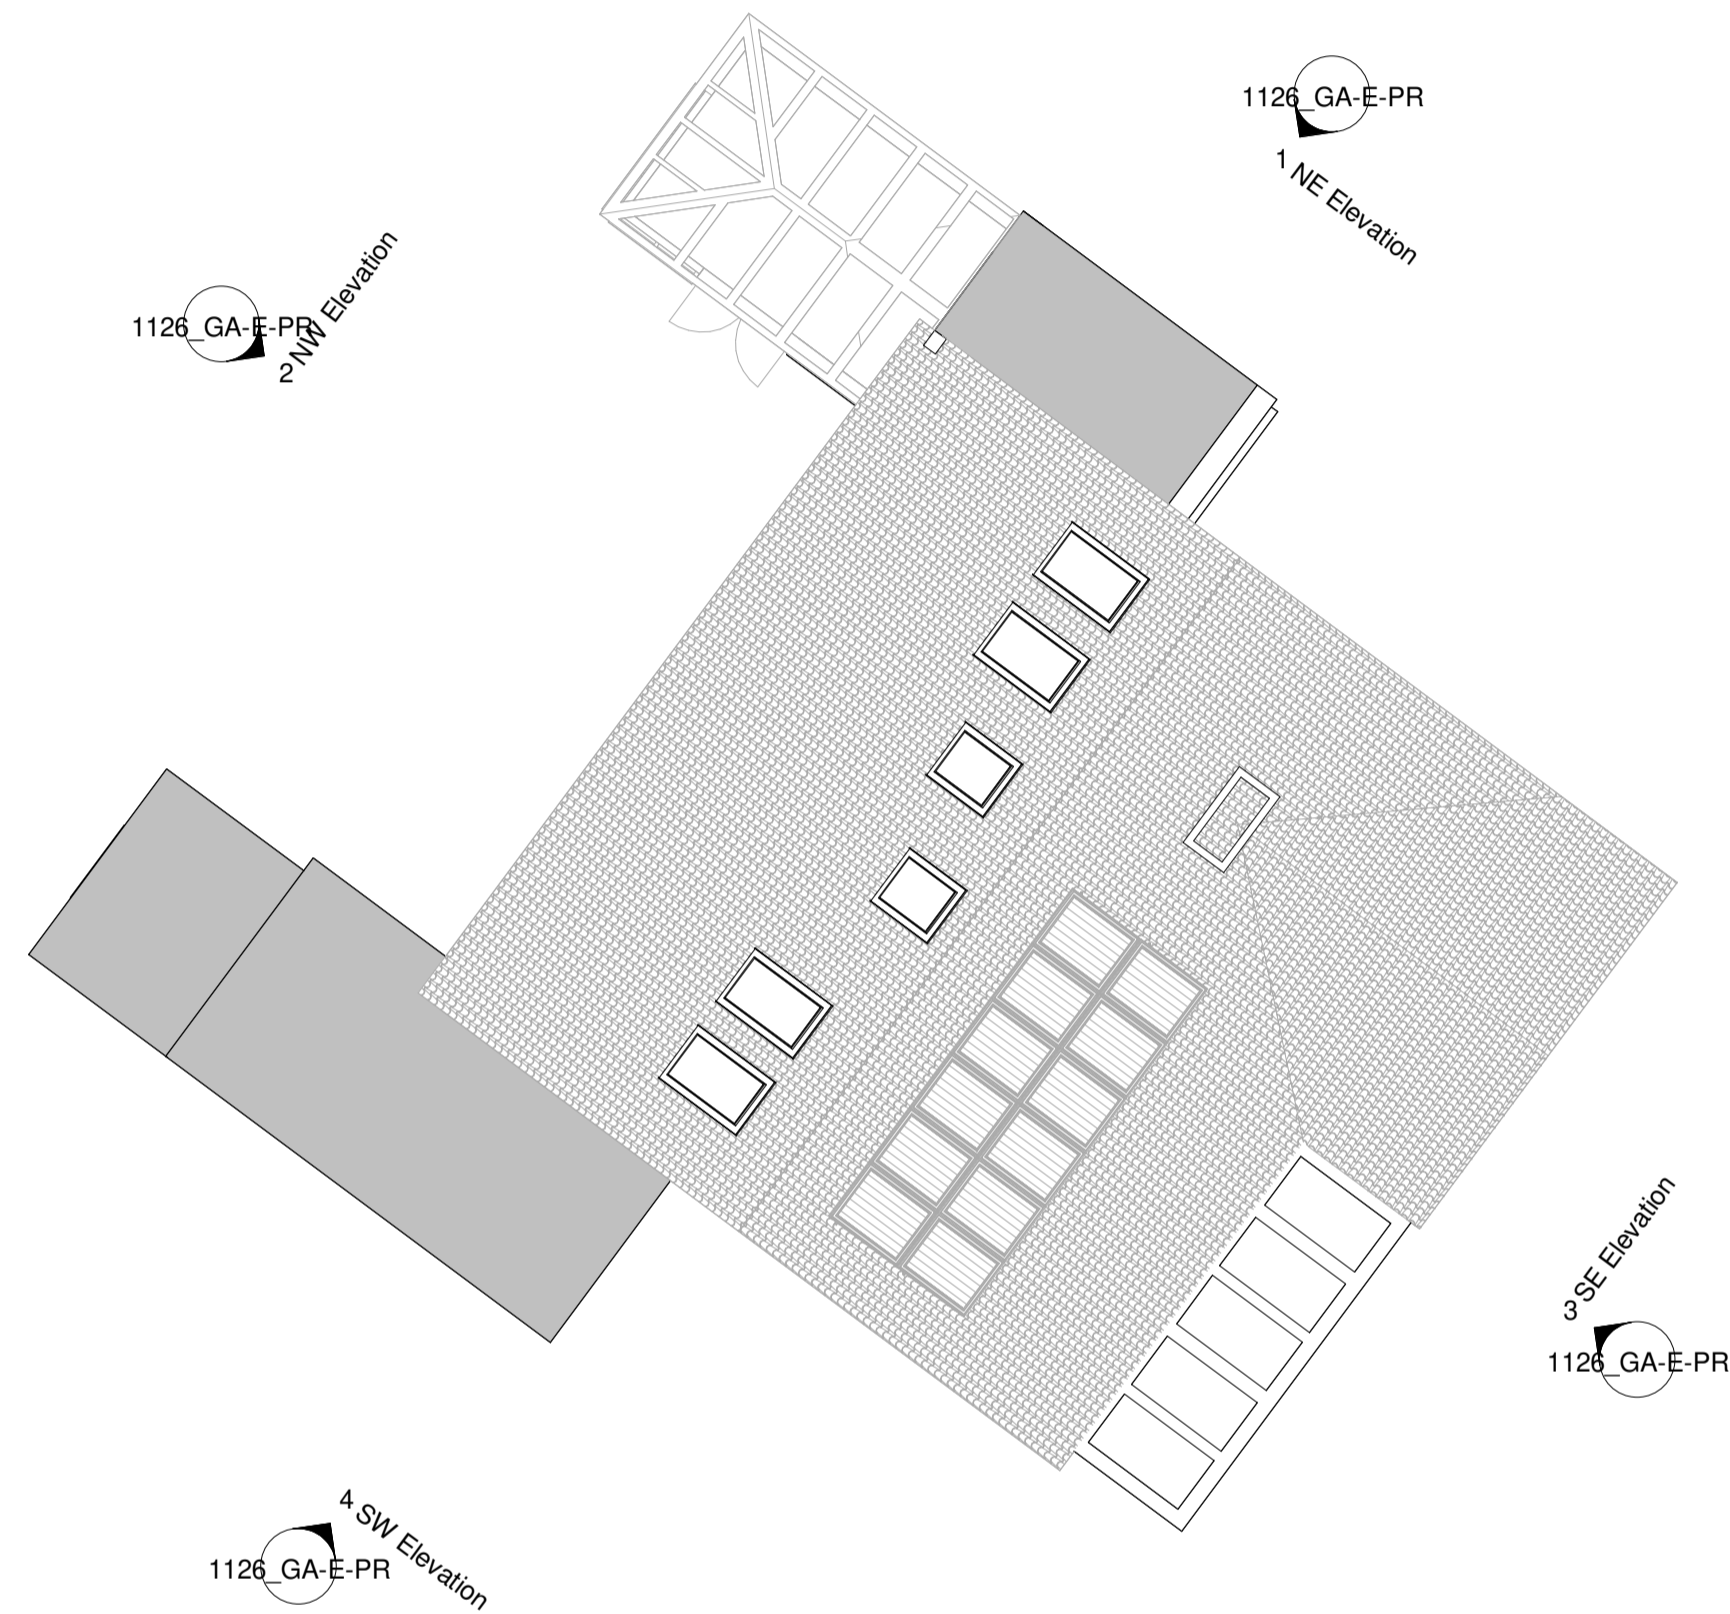 1126_GA-E-PR
1 NE Elevation
1126_GA-E-PR
2 NW Elevation
3 SE Elevation
1126_GA-E-PR
4 SW Elevation
1126_GA-E-PR